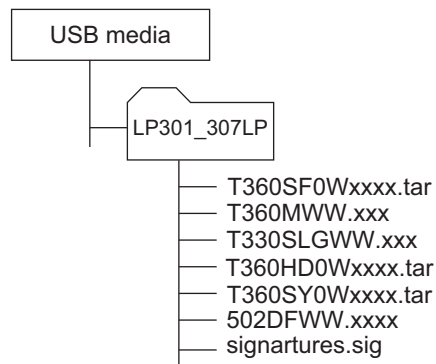 USB media
LP301_307LP
T360SF0Wxxxx.tar
T360MWW.xxx
T330SLGWW.xxx
T360HD0Wxxxx.tar
T360SY0Wxxxx.tar
502DFWW.xxxx
signartures.sig